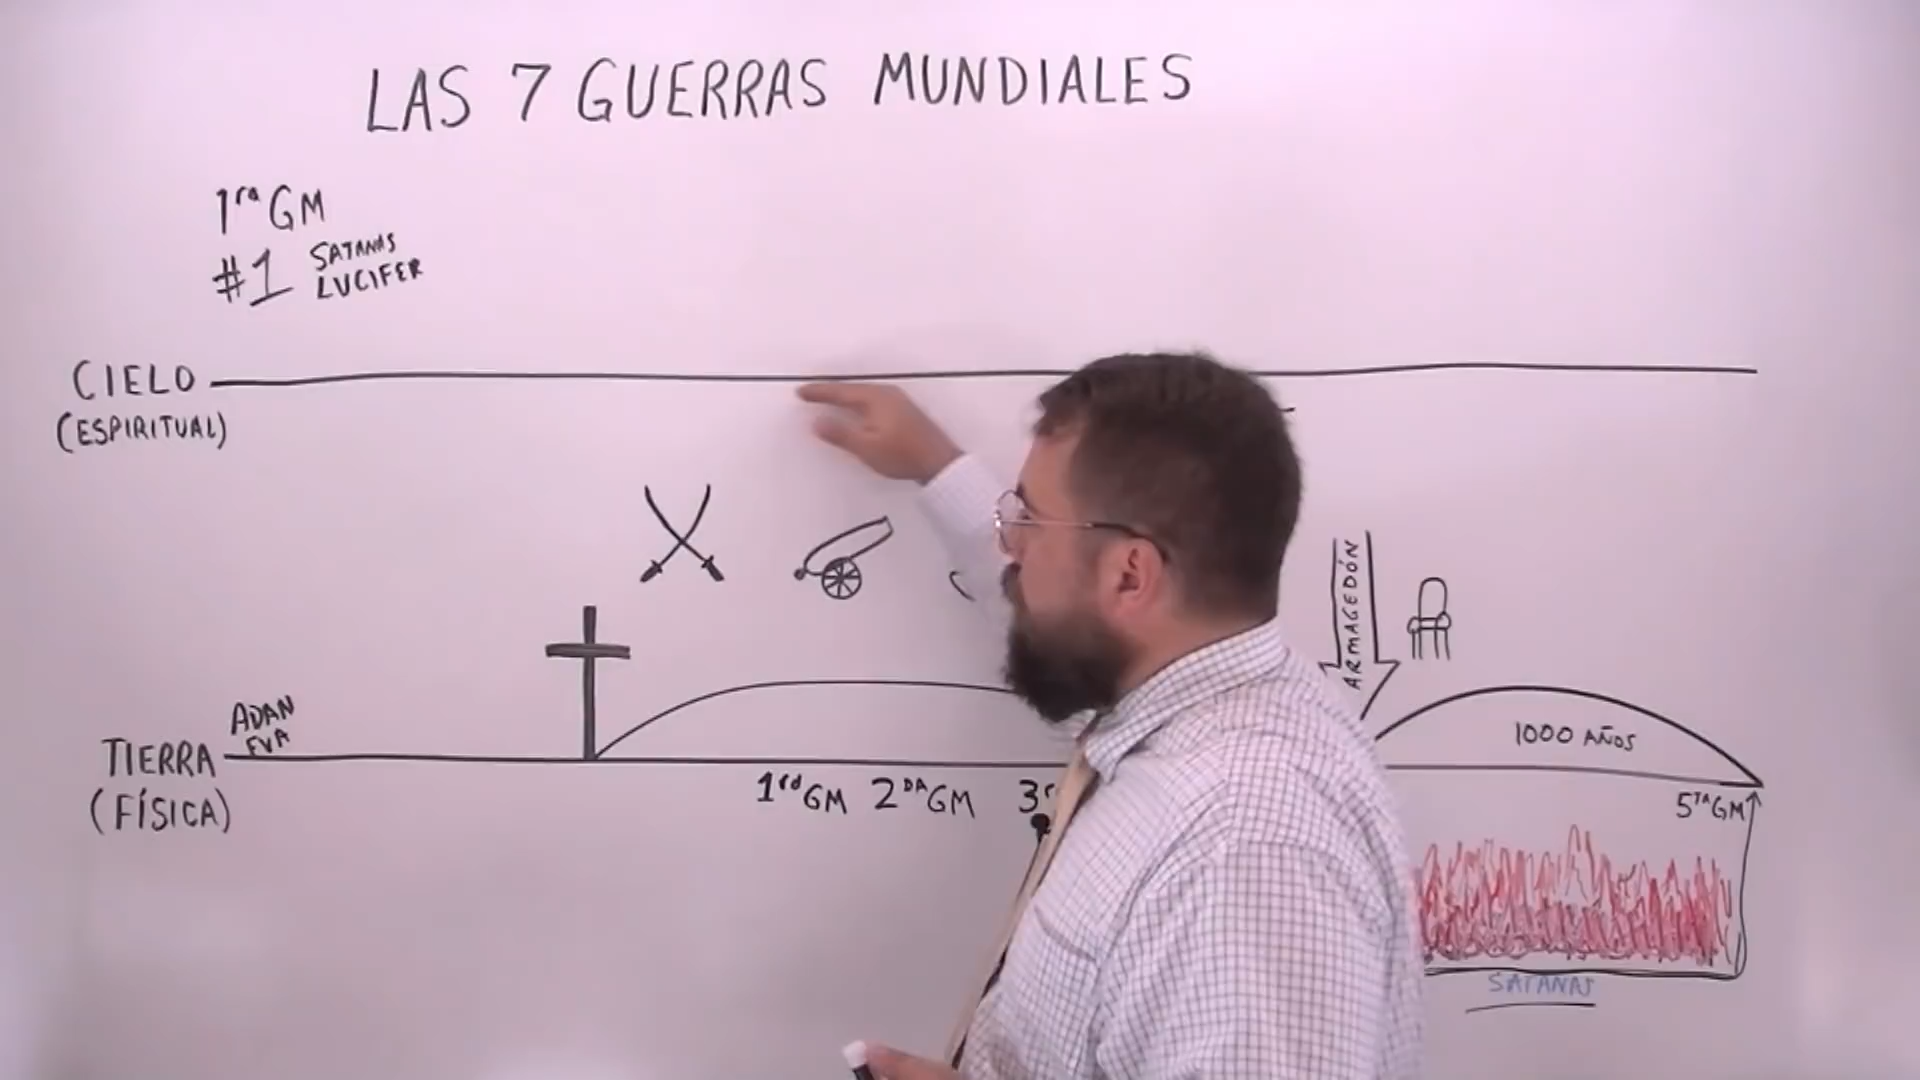 LAS 7 GUERRAS MUNDIALES
1ra GM
#1 SATANAS
LUCIFER
CIELO
(ESPIRITUAL)
ARMAGEDÓN
ADAN
EVA
TIERRA
(FÍSICA)
1000 AÑOS
1ra GM 2DA GM 3r
5TA GM
SATANAS